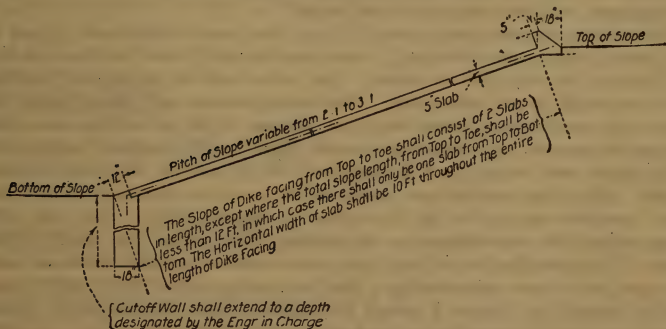 5"
18"
Top of Slope
5 Slab
Pitch of Slope variable from 2 1 to 3 1
12"
Bottom of Slope
The Slope of Dike facing from Top to Toe shall consist of 2 Slabs
in length, except where the total slope length, from Top to Toe, shall be
less than 12 Ft. in which case there shall only be one slab from Top to Bot-
tom The Horizontal width of slab shall be 10 Ft throughout the entire
length of Dike Facing
18"
Cutoff Wall shall extend to a depth
designated by the Engr in Charge